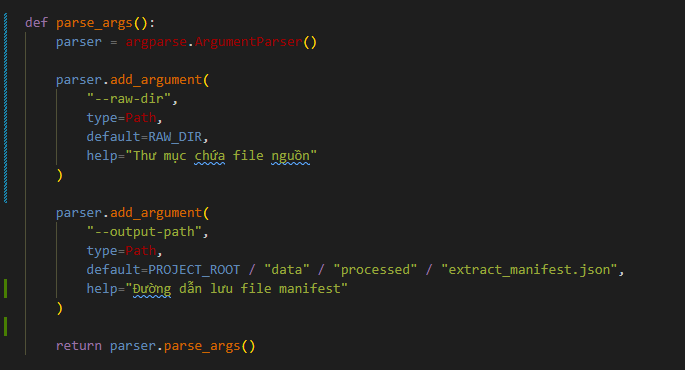 def parse_args():
    parser = argparse.ArgumentParser()
    parser.add_argument(
        "--raw-dir",
        type=Path,
        default=RAW_DIR,
        help="Thư mục chứa file nguồn"
    )
    parser.add_argument(
        "--output-path",
        type=Path,
        default=PROJECT_ROOT / "data" / "processed" / "extract_manifest.json",
        help="Đường dẫn lưu file manifest"
    )
    return parser.parse_args()